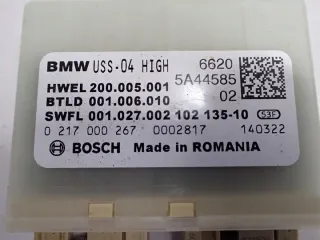 BMW USS-04 HIGH 6620
5A44585
HWEL 200.005.001
BTLD 001.006.010 02
SWFL 001.027.002 102 135-10
0 217 000 267 0002817 140322
BOSCH Made in ROMANIA